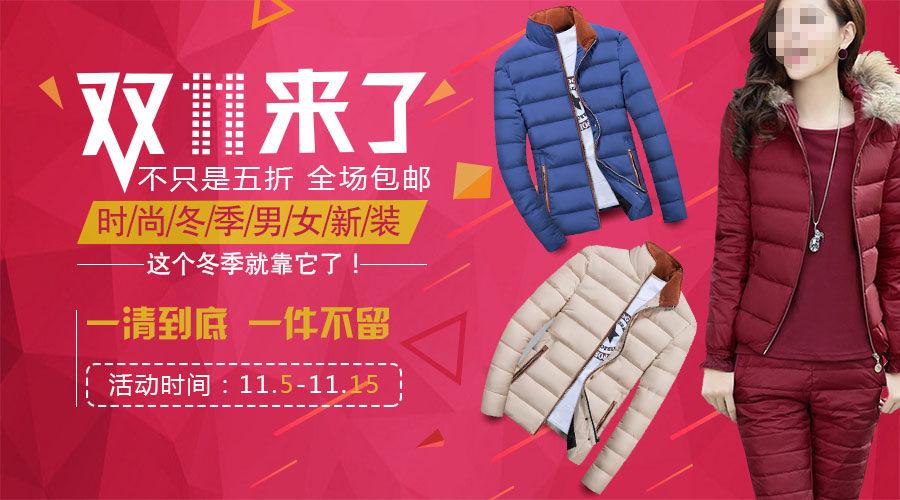 双11来了
不只是五折 全场包邮
时/尚/冬/季/男/女/新/装
这个冬季就靠它了!
一清到底 一件不留
活动时间:11.5-11.15